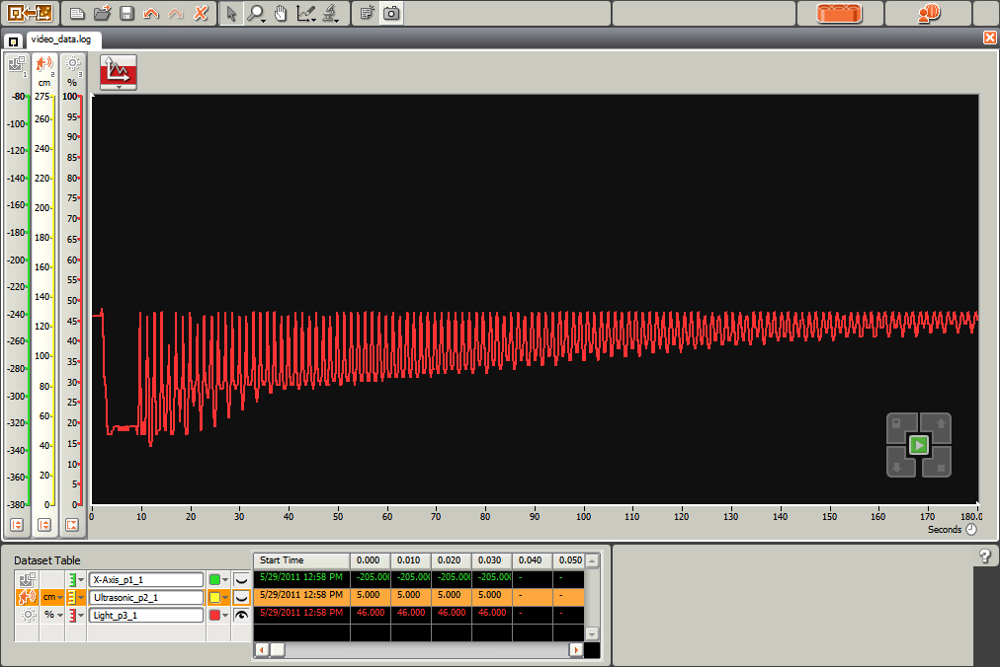 video_data.log
1 2 3
cm %
-80 275 100
-100 260 95
-120 240 90
-140 220 85
-160 200 80
-180 180 75
-200 160 70
-220 140 65
-240 120 60
-260 100 55
-280 80 50
-300 60 45
-320 40 40
-340 20 35
-360 0 30
-380 25
20
15
10
5
0
0 10 20 30 40 50 60 70 80 90 100 110 120 130 140 150 160 170 180.0
Seconds
Dataset Table
Start Time 0.000 0.010 0.020 0.030 0.040 0.050
X-Axis_p1_1 5/29/2011 12:58 PM -205.000 -205.000 -205.000 -205.000 - -
cm Ultrasonic_p2_1 5/29/2011 12:58 PM 5.000 5.000 5.000 5.000 - -
% Light_p3_1 5/29/2011 12:58 PM 46.000 46.000 46.000 46.000 - -
?